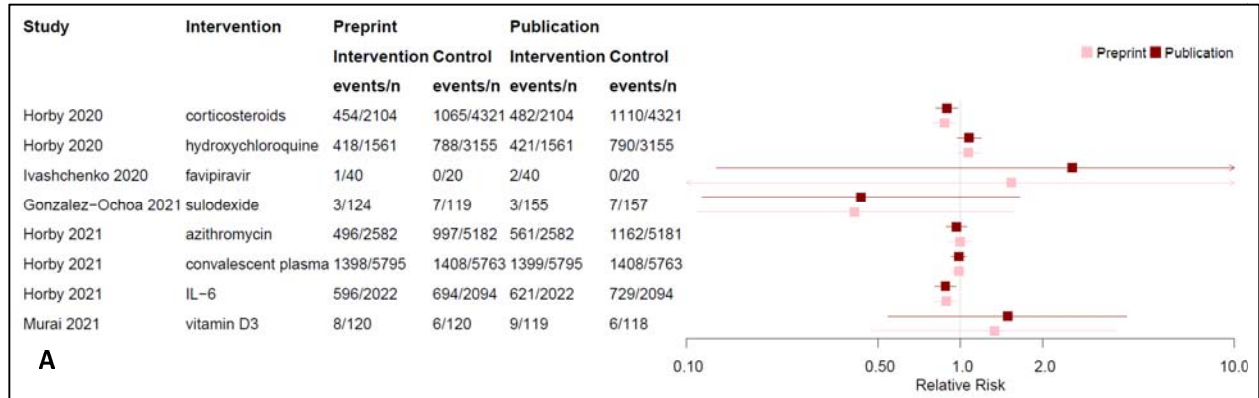 Study Intervention Preprint Publication
Intervention Control Intervention Control
events/n events/n events/n events/n
Preprint Publication
Horby 2020 corticosteroids 454/2104 1065/4321 482/2104 1110/4321
Horby 2020 hydroxychloroquine 418/1561 788/3155 421/1561 790/3155
Ivashchenko 2020 favipiravir 1/40 0/20 2/40 0/20
Gonzalez−Ochoa 2021 sulodexide 3/124 7/119 3/155 7/157
Horby 2021 azithromycin 496/2582 997/5182 561/2582 1162/5181
Horby 2021 convalescent plasma 1398/5795 1408/5763 1399/5795 1408/5763
Horby 2021 IL−6 596/2022 694/2094 621/2022 729/2094
Murai 2021 vitamin D3 8/120 6/120 9/119 6/118
A
0.10 0.50 1.0 2.0 10.0
Relative Risk